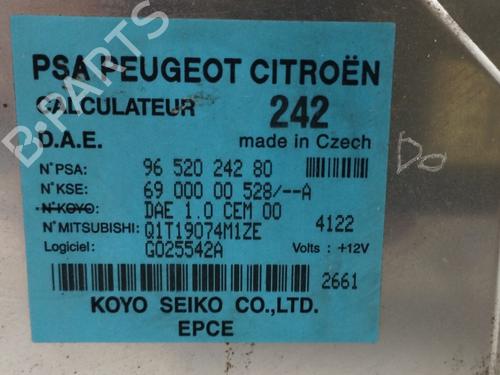 B-PARTS
PSA PEUGEOT CITROËN
CALCULATEUR 242
D.A.E. made in Czech
N° PSA: 96 520 242 80
N° KSE: 69 000 00 528/--A
N° KOYO: DAE 1.0 CEM 00
N° MITSUBISHI: Q1T19074M1ZE 4122
Logiciel: G025542A Volts : +12V
2661
KOYO SEIKO CO.,LTD.
EPCE
Do